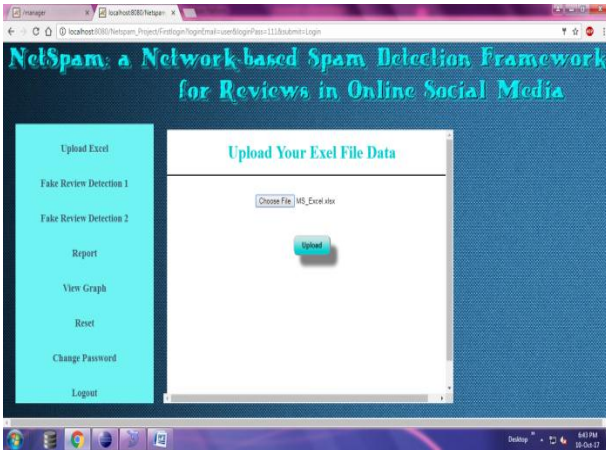 /manager
localhost:8080/Netspam
localhost:8080/Netspam_Project/Firstlogin?loginEmail=user&loginPass=111&submit=Login
NetSpam: a Network-based Spam Detection Framework
for Reviews in Online Social Media
Upload Excel
Fake Review Detection 1
Fake Review Detection 2
Report
View Graph
Reset
Change Password
Logout
Upload Your Exel File Data
Choose File MS_Excel.xlsx
Upload
Desktop
6:43 PM
10-Oct-17